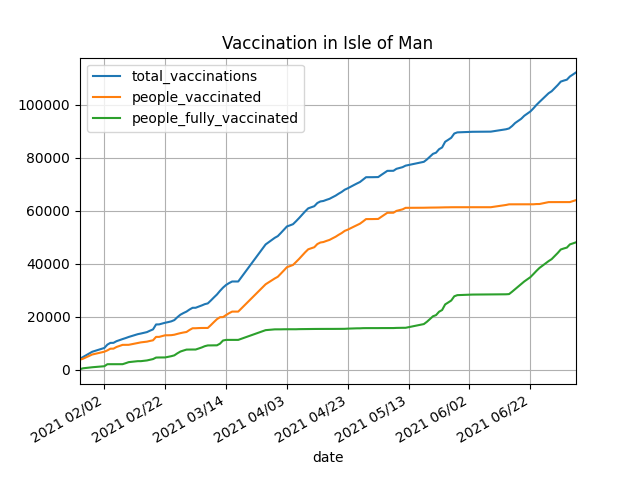 Vaccination in Isle of Man
total_vaccinations
people_vaccinated
people_fully_vaccinated
100000
80000
60000
40000
20000
0
2021 02/02
2021 02/22
2021 03/14
2021 04/03
2021 04/23
2021 05/13
2021 06/02
2021 06/22
date